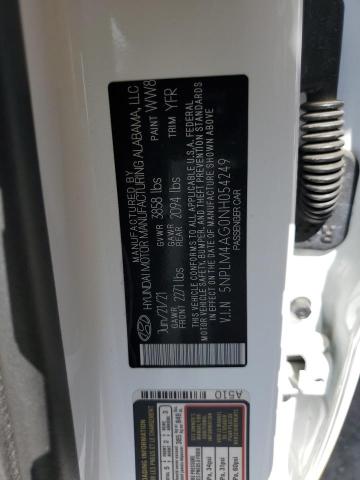 MANUFACTURED BY
HYUNDAI MOTOR MANUFACTURING ALABAMA, LLC
Jun/21/21 GVWR 3858 lbs PAINT WW8
GAWR FRONT 2271 lbs GAWR REAR 2094 lbs TRIM YFR
THIS VEHICLE CONFORMS TO ALL APPLICABLE U.S.A. FEDERAL
MOTOR VEHICLE SAFETY, BUMPER, AND THEFT PREVENTION STANDARDS
IN EFFECT ON THE DATE OF MANUFACTURE SHOWN ABOVE
V.I.N 5NPLM4AG0NH054249
PASSENGER CAR
A510